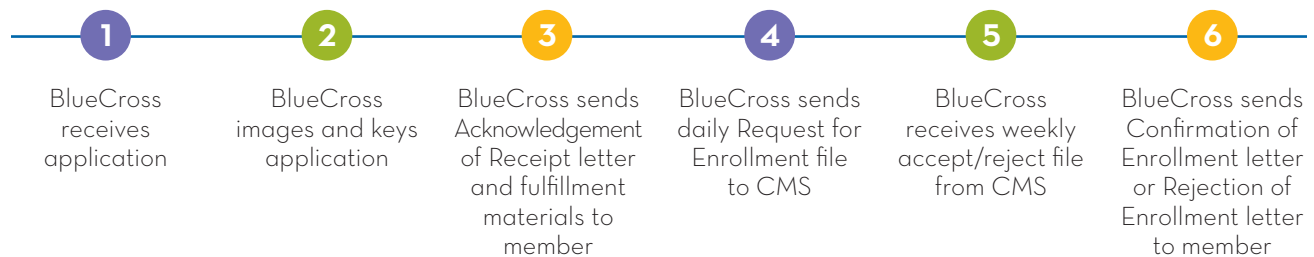 1
BlueCross
receives
application
2
BlueCross
images and keys
application
3
BlueCross sends
Acknowledgement
of Receipt letter
and fulfillment
materials to
member
4
BlueCross sends
daily Request for
Enrollment file
to CMS
5
BlueCross
receives weekly
accept/reject file
from CMS
6
BlueCross sends
Confirmation of
Enrollment letter
or Rejection of
Enrollment letter
to member